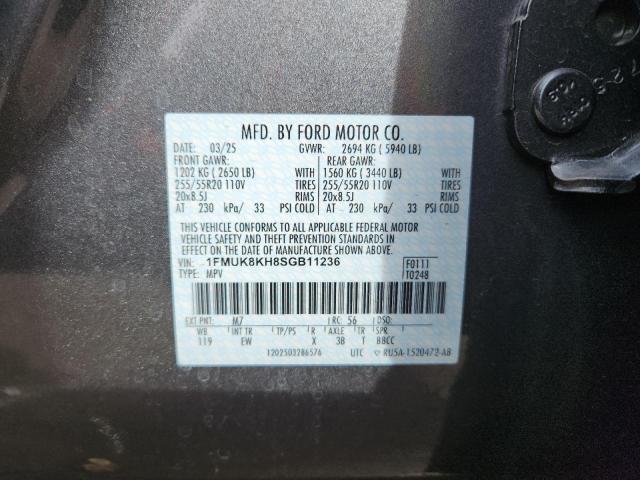 MFD. BY FORD MOTOR CO.
DATE: 03/25 GVWR: 2694 KG ( 5940 LB)
FRONT GAWR: REAR GAWR:
1202 KG ( 2650 LB) WITH 1560 KG ( 3440 LB) WITH
255/55R20 110V TIRES 255/55R20 110V TIRES
20x8.5J RIMS 20x8.5J RIMS
AT 230 kPa/ 33 PSI COLD AT 230 kPa/ 33 PSI COLD
THIS VEHICLE CONFORMS TO ALL APPLICABLE FEDERAL MOTOR
VEHICLE SAFETY AND THEFT PREVENTION STANDARDS IN
EFFECT ON THE DATE OF MANUFACTURE SHOWN ABOVE.
VIN: 1FMUK8KH8SGB11236 F0111
TYPE: MPV T0248
EXT PNT: M7 RC: 56 DSO:
WB INT TR TP/PS R AXLE TR SPR
119 EW X 3B T BBCC
1202503286576 UTC RU5A-1520472-AB